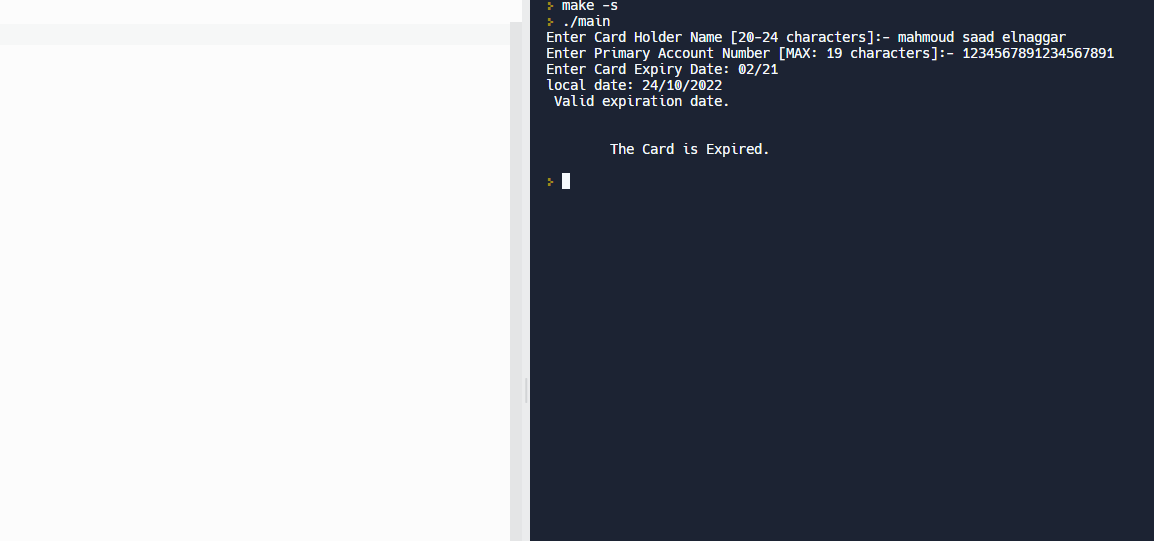 > make -s
> ./main
Enter Card Holder Name [20-24 characters]:- mahmoud saad elnaggar
Enter Primary Account Number [MAX: 19 characters]:- 1234567891234567891
Enter Card Expiry Date: 02/21
local date: 24/10/2022
Valid expiration date.
The Card is Expired.
>